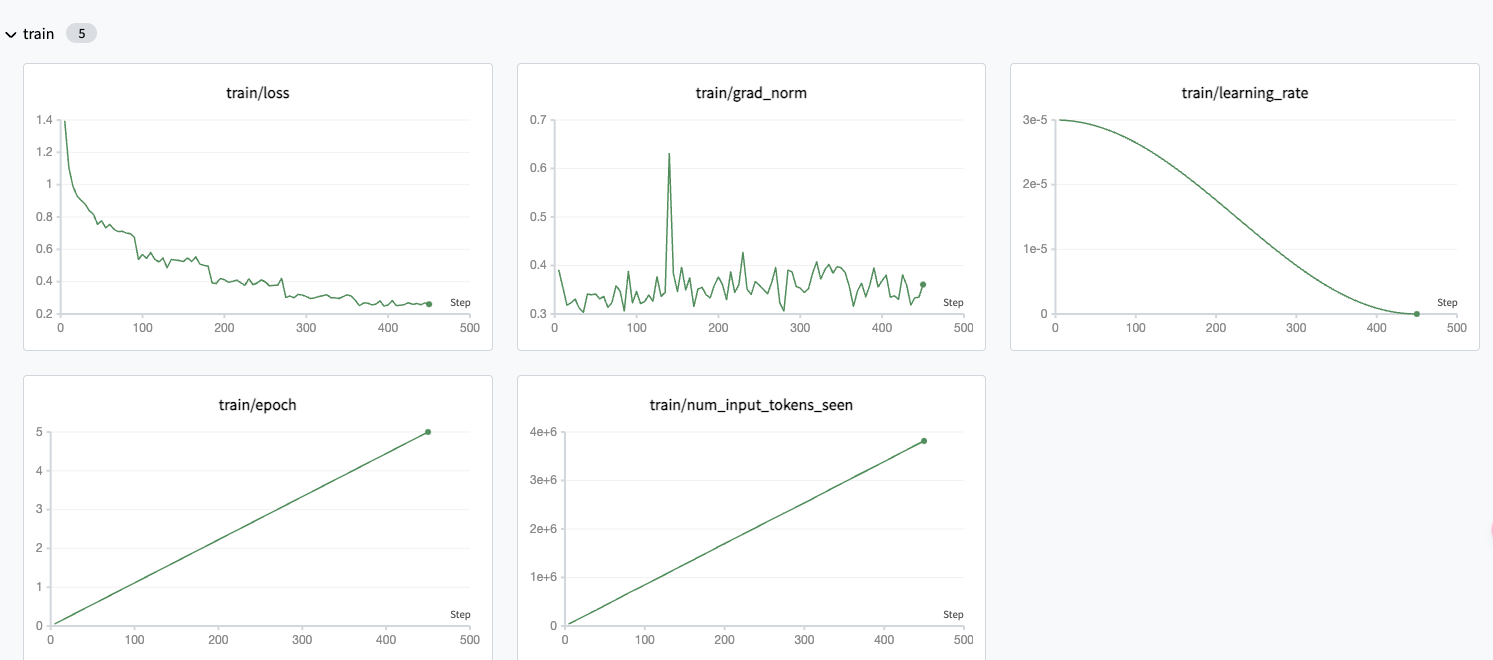 train 5
train/loss
1.4
1.2
1
0.8
0.6
0.4
0.2
Step
0 100 200 300 400 500
train/grad_norm
0.7
0.6
0.5
0.4
0.3
Step
0 100 200 300 400 500
train/learning_rate
3e-5
2e-5
1e-5
0
Step
0 100 200 300 400 500
train/epoch
5
4
3
2
1
0
Step
0 100 200 300 400 500
train/num_input_tokens_seen
4e+6
3e+6
2e+6
1e+6
0
Step
0 100 200 300 400 500